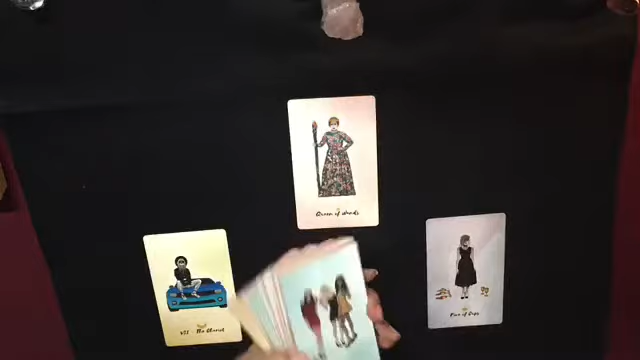 Queen of Wands
VII - The Chariot
Five of Cups